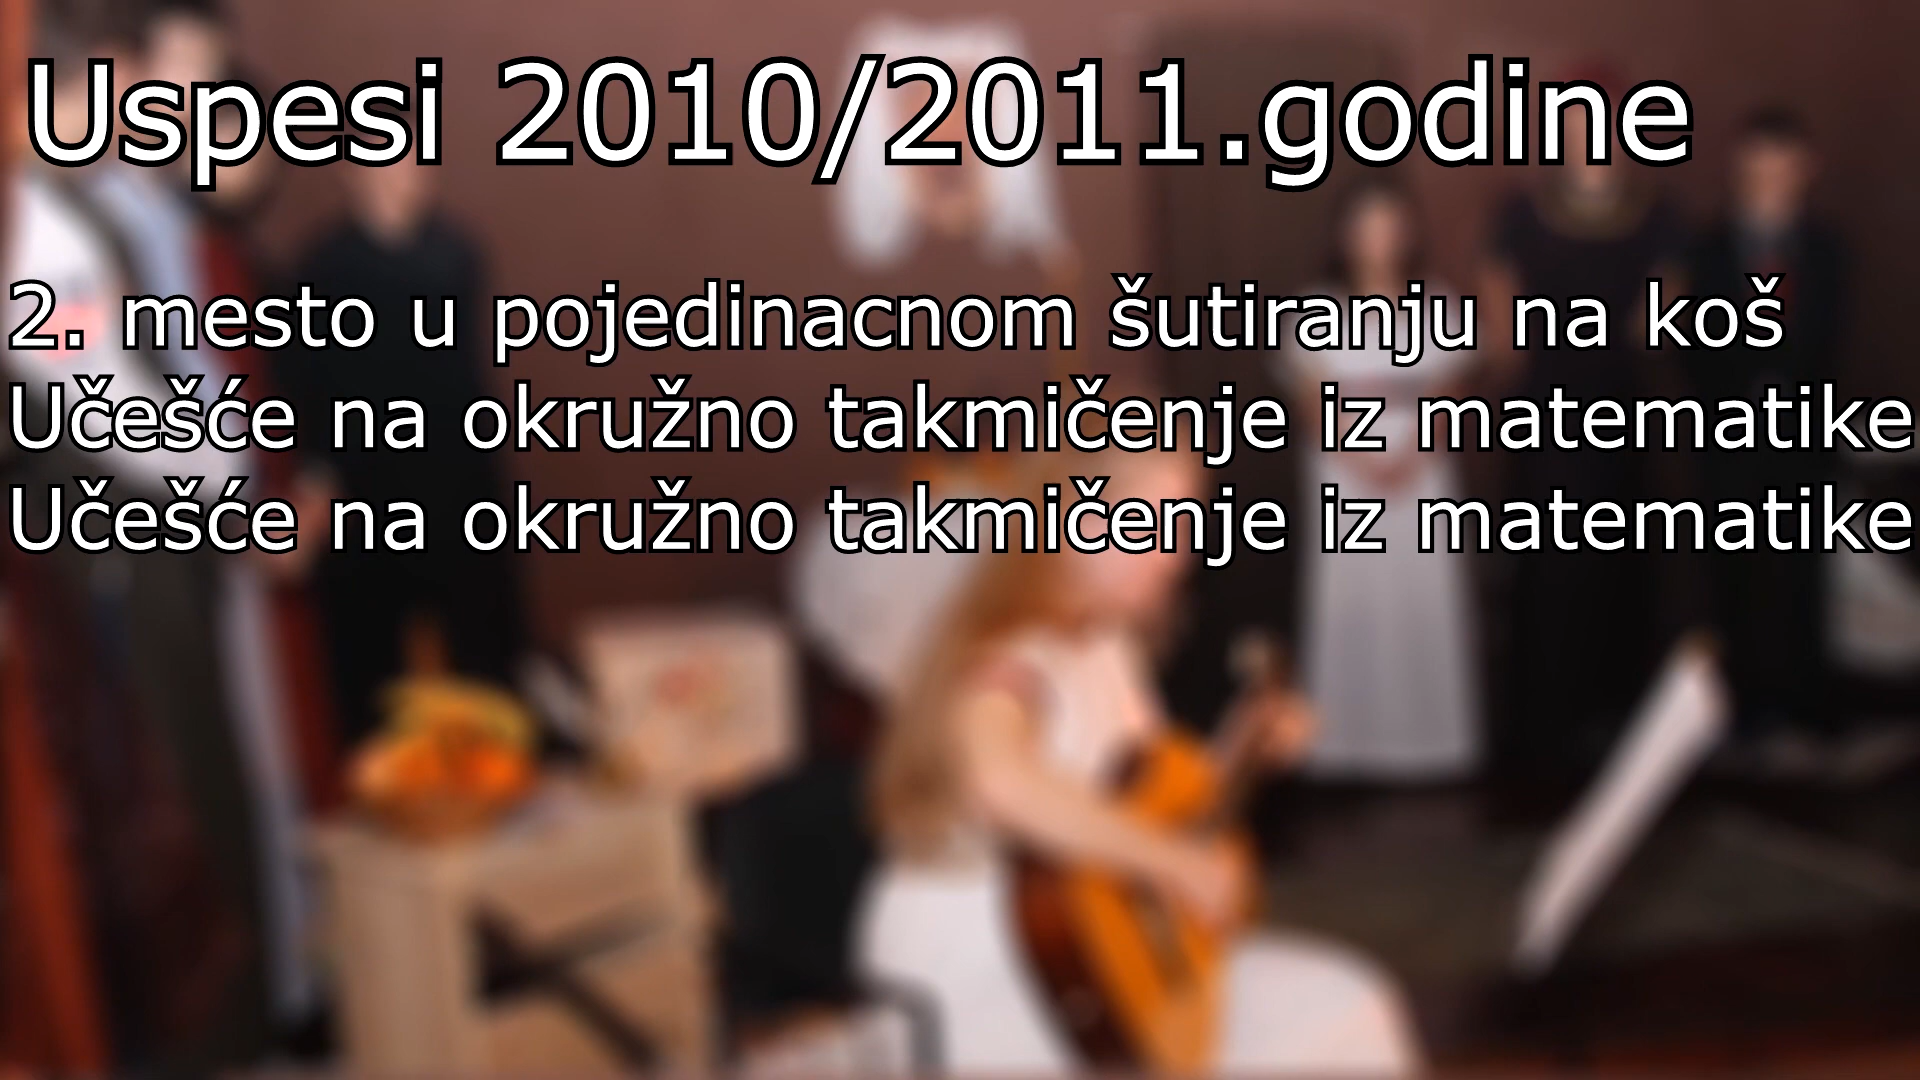 Uspesi 2010/2011.godine
2. mesto u pojedinacnom šutiranju na koš
Učešće na okružno takmičenje iz matematike
Učešće na okružno takmičenje iz matematike